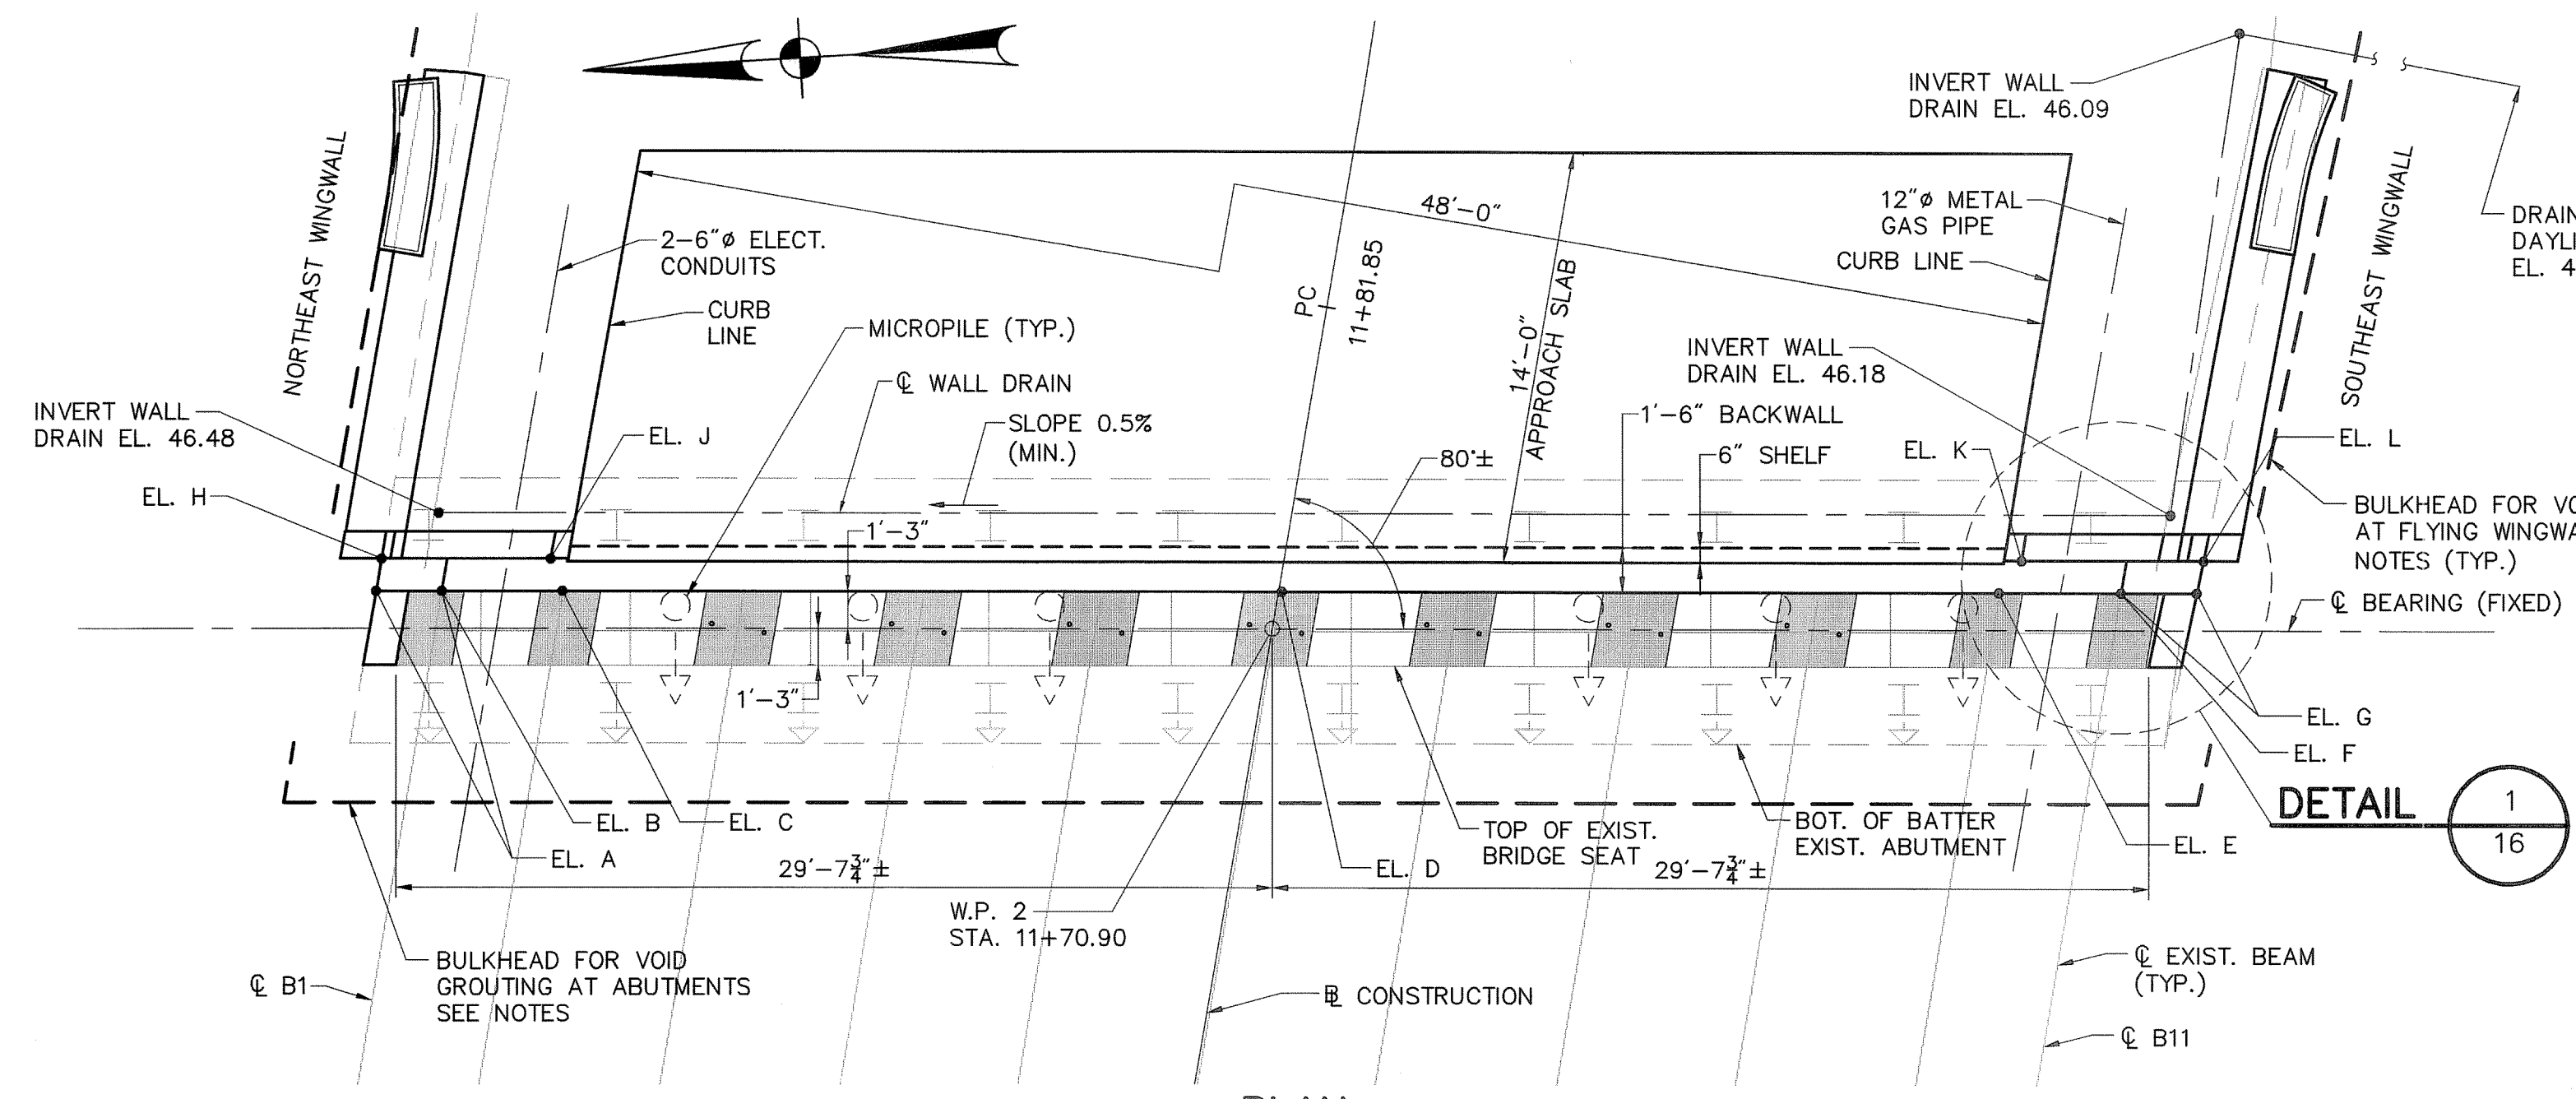 INVERT WALL
DRAIN EL. 46.09
NORTHEAST WINGWALL
2-6"ø ELECT.
CONDUITS
CURB
LINE
MICROPILE (TYP.)
℄ WALL DRAIN
SLOPE 0.5%
(MIN.)
48'-0"
PC
11+81.85
14'-0"
APPROACH SLAB
12"ø METAL
GAS PIPE
CURB LINE
SOUTHEAST WINGWALL
DRAIN
EL. 4
INVERT WALL
DRAIN EL. 46.18
1'-6" BACKWALL
6" SHELF
80°±
EL. K
EL. L
INVERT WALL
DRAIN EL. 46.48
EL. H
EL. J
1'-3"
BULKHEAD FOR
AT FLYING
NOTES (TYP.)
℄ BEARING (FIXED)
1'-3"
EL. G
EL. F
EL. B
EL. C
EL. A
29'-7¾"±
EL. D
TOP OF EXIST.
BRIDGE SEAT
BOT. OF BATTER
EXIST. ABUTMENT
29'-7¾"±
EL. E
DETAIL
1
16
W.P. 2
STA. 11+70.90
BULKHEAD FOR VOID
GROUTING AT ABUTMENTS
SEE NOTES
℄ B1
BL CONSTRUCTION
℄ EXIST. BEAM
(TYP.)
℄ B11